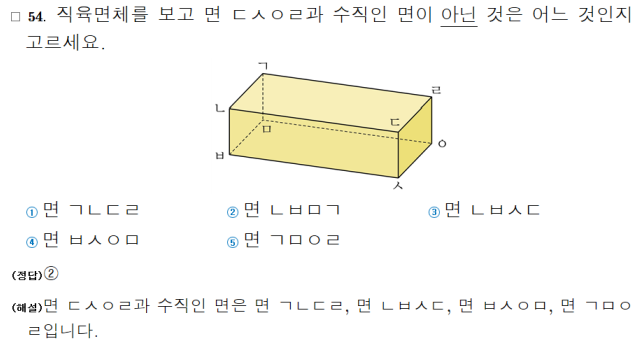 □ 54. 직육면체를 보고 면 ㄷㅅㅇㄹ과 수직인 면이 아닌 것은 어느 것인지
고르세요.
ㄱ
ㄹ
ㄴ
ㄷ
ㅁ
ㅇ
ㅂ
ㅅ
① 면 ㄱㄴㄷㄹ ② 면 ㄴㅂㅁㄱ ③ 면 ㄴㅂㅅㄷ
④ 면 ㅂㅅㅇㅁ ⑤ 면 ㄱㅁㅇㄹ
(정답)②
(해설)면 ㄷㅅㅇㄹ과 수직인 면은 면 ㄱㄴㄷㄹ, 면 ㄴㅂㅅㄷ, 면 ㅂㅅㅇㅁ, 면 ㄱㅁㅇ
ㄹ입니다.